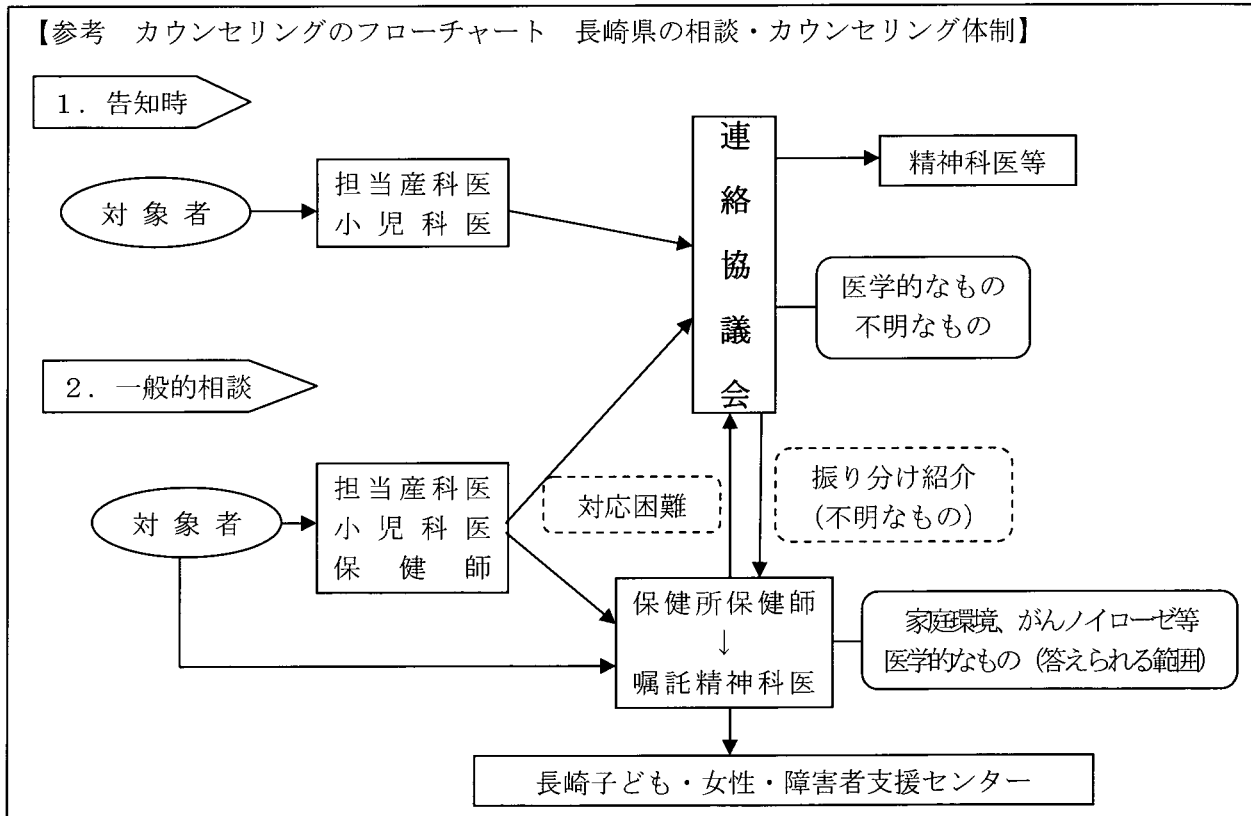 【参考　カウンセリングのフローチャート　長崎県の相談・カウンセリング体制】
1．告知時
対象者
担当産科医
小児科医
連絡協議会
精神科医等
医学的なもの
不明なもの
2．一般的相談
対象者
担当産科医
小児科医
保健師
対応困難
振り分け紹介
(不明なもの)
保健所保健師
↓
嘱託精神科医
家庭環境、がんノイローゼ等
医学的なもの（答えられる範囲）
長崎子ども・女性・障害者支援センター